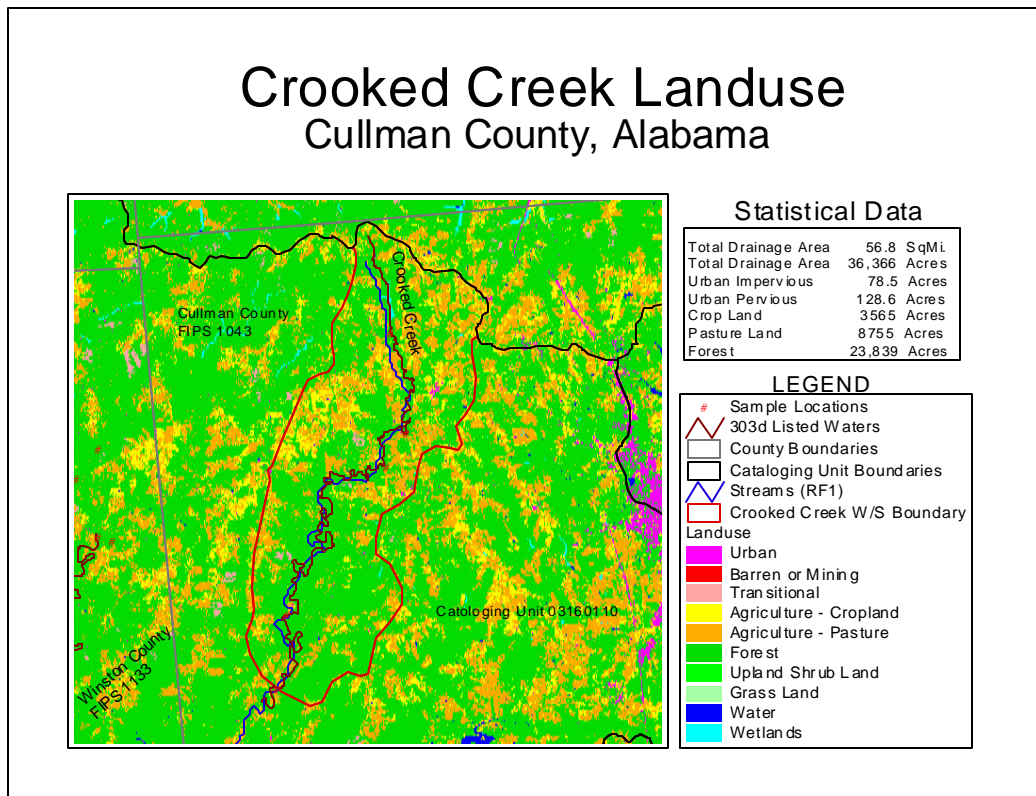 Crooked Creek Landuse
Cullman County, Alabama
Crooked Creek
Cullman County
FIPS 1043
Catologing Unit 03160110
Winston County
FIPS 1133
Statistical Data
Total Drainage Area 56.8 SqMi.
Total Drainage Area 36,366 Acres
Urban Impervious 78.5 Acres
Urban Pervious 128.6 Acres
Crop Land 3565 Acres
Pasture Land 8755 Acres
Forest 23,839 Acres
LEGEND
# Sample Locations
303d Listed Waters
County Boundaries
Cataloging Unit Boundaries
Streams (RF1)
Crooked Creek W/S Boundary
Landuse
Urban
Barren or Mining
Transitional
Agriculture - Cropland
Agriculture - Pasture
Forest
Upland Shrub Land
Grass Land
Water
Wetlands